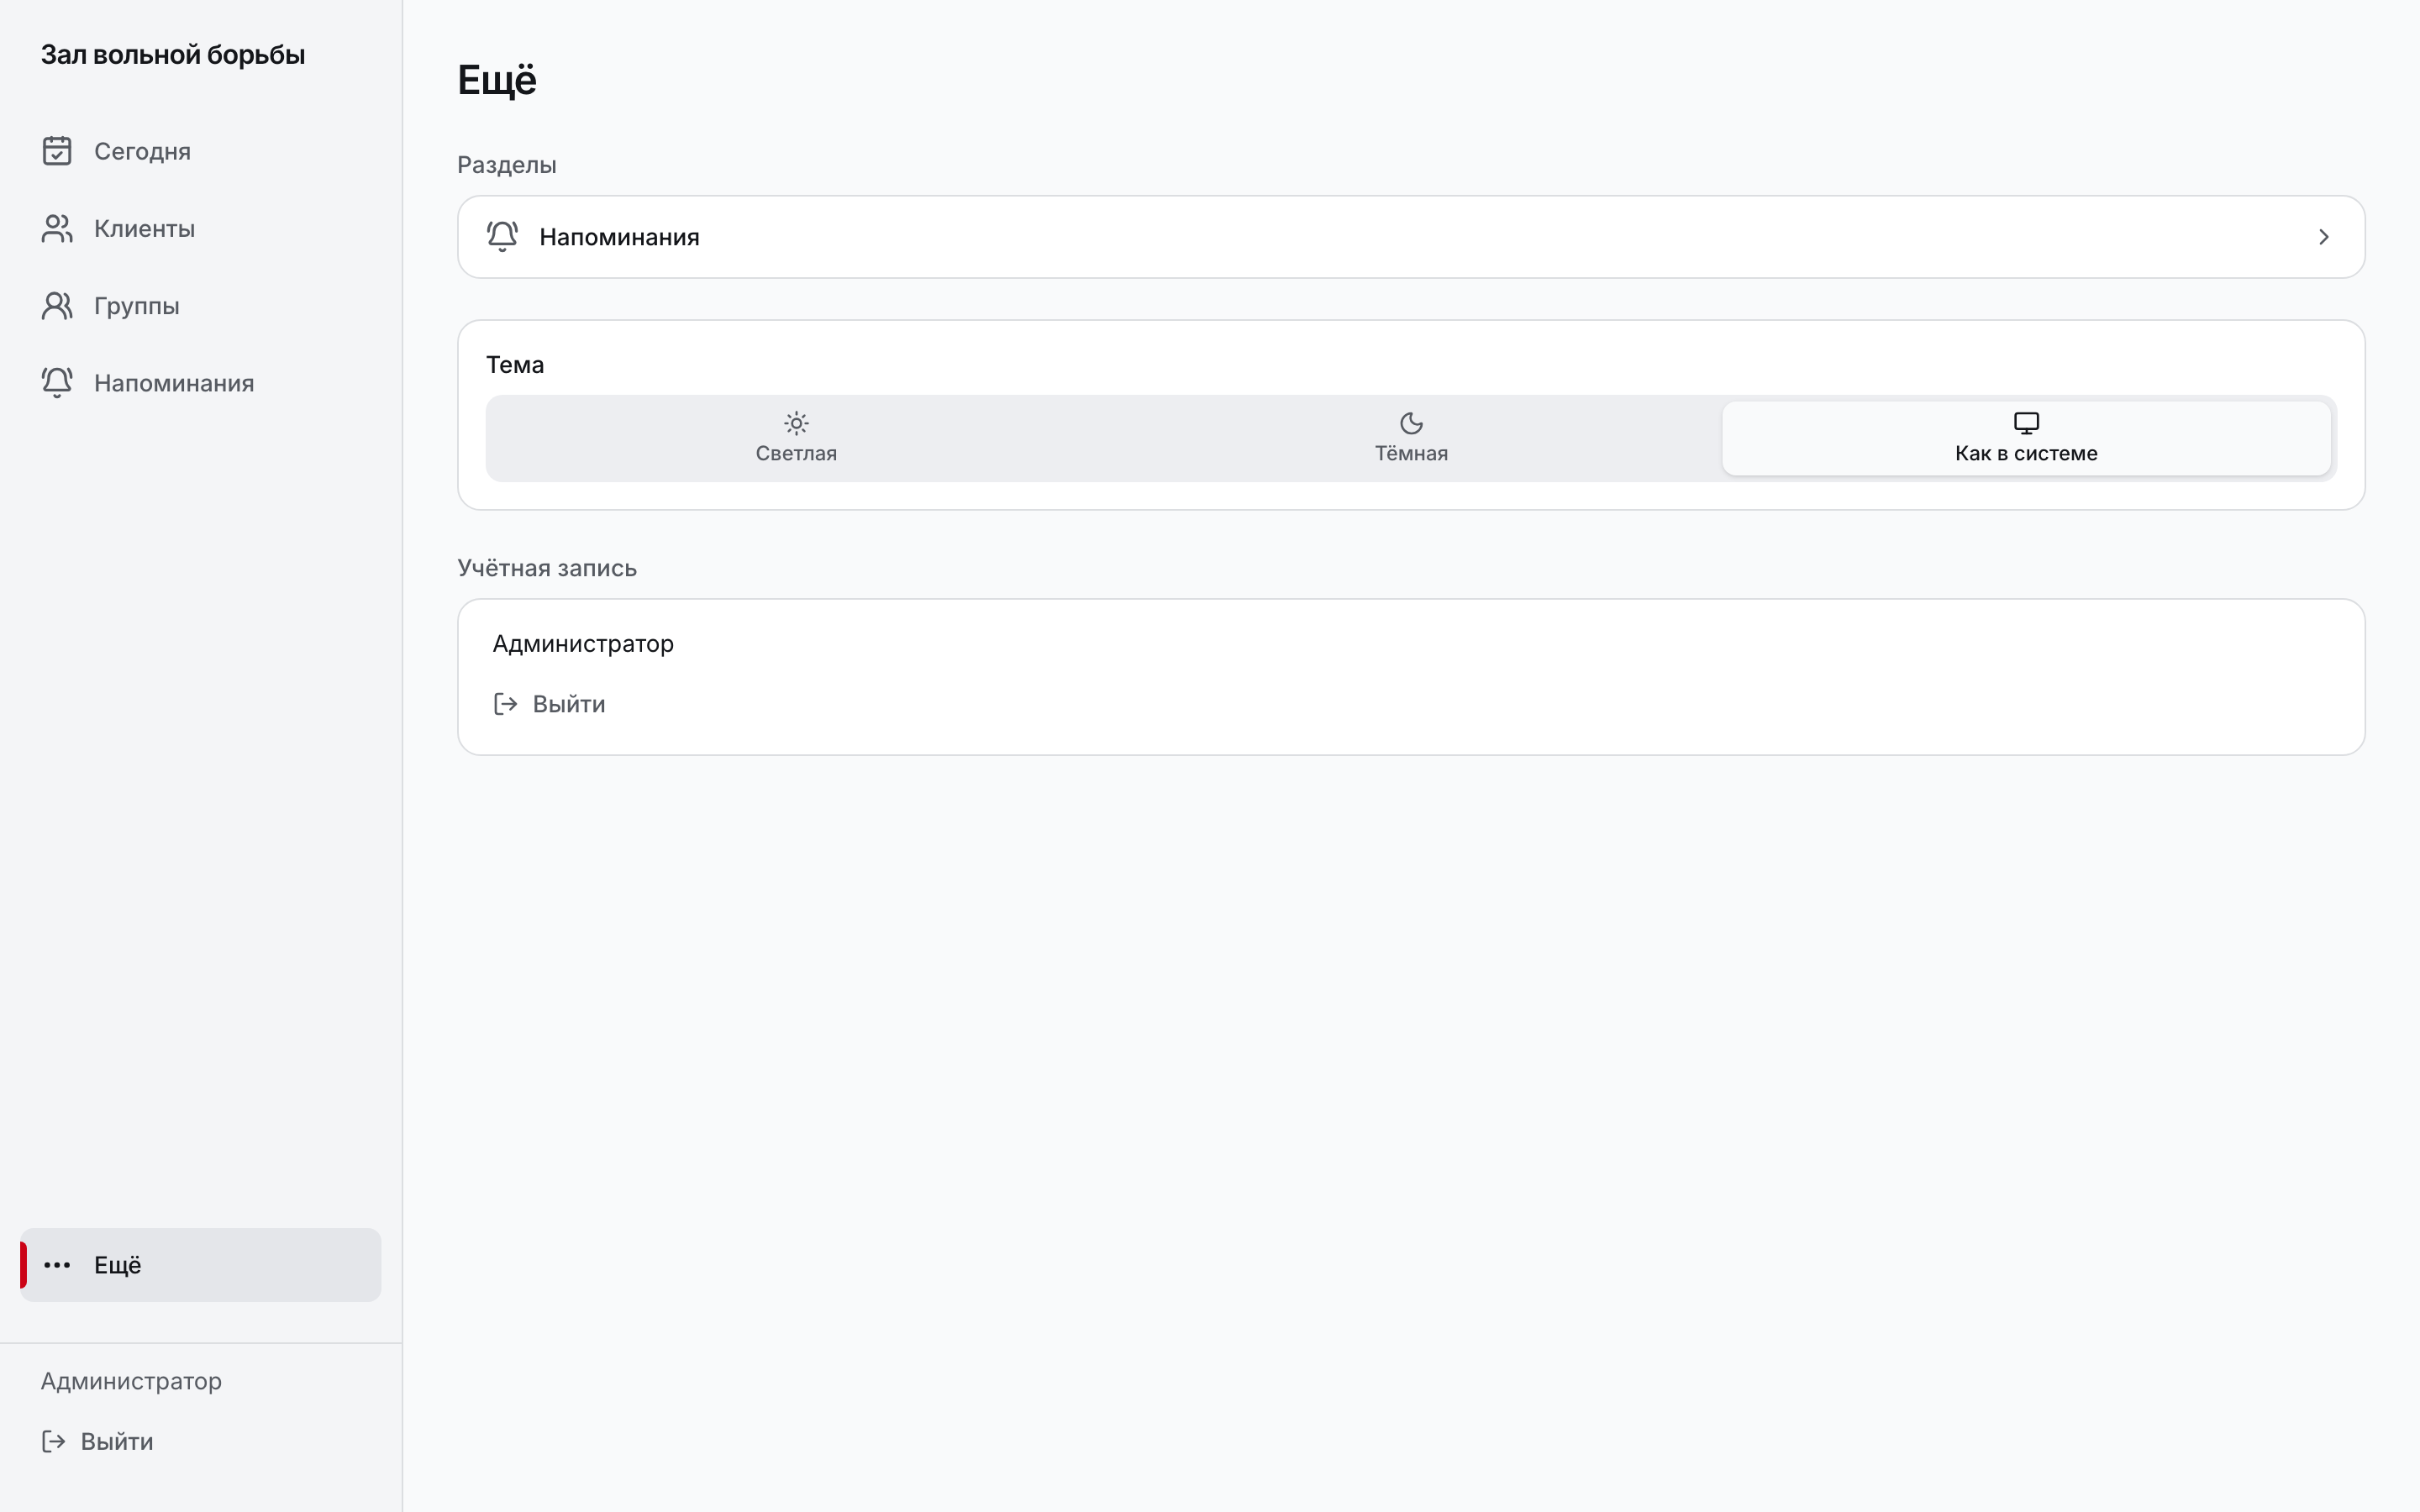 Зал вольной борьбы
Сегодня
Клиенты
Группы
Напоминания
Ещё
Администратор
Выйти
Ещё
Разделы
Напоминания
Тема
Светлая
Тёмная
Как в системе
Учётная запись
Администратор
Выйти